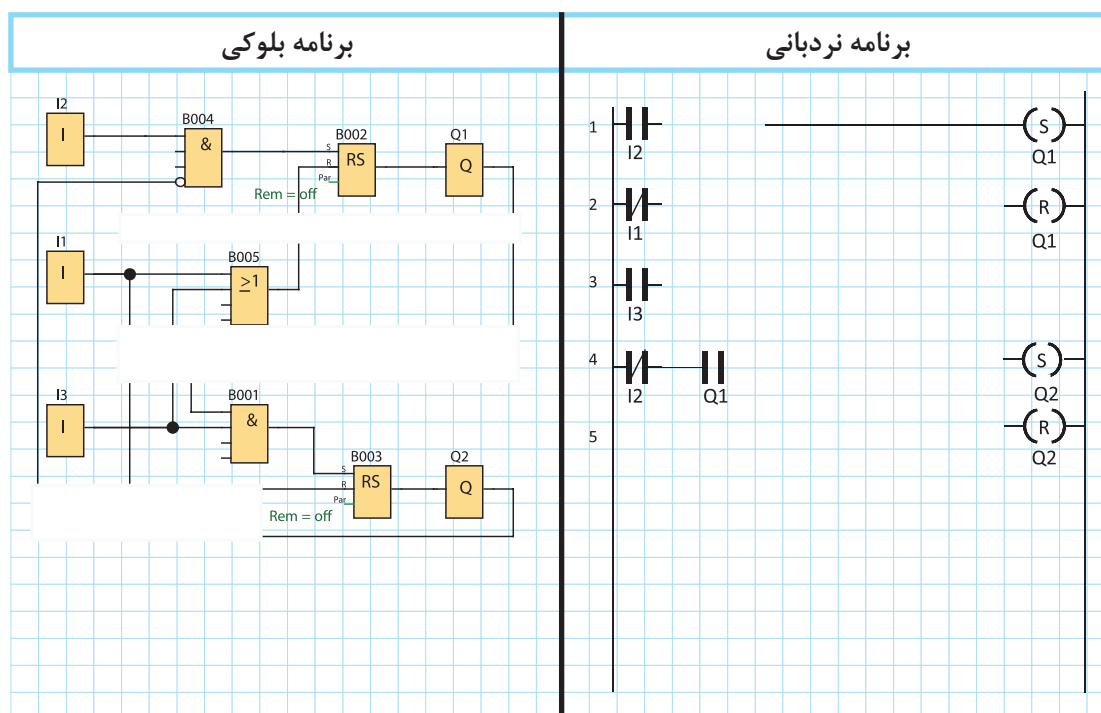 برنامه بلوکی
برنامه نردبانی
I2
I
B004
&
B002
S
R
Par
RS
Rem = off
Q1
Q
I1
I
B005
≥1
I3
I
B001
&
B003
S
R
Par
RS
Rem = off
Q2
Q
1
I2
S
Q1
2
I1
R
Q1
3
I3
4
I2
Q1
S
Q2
5
R
Q2